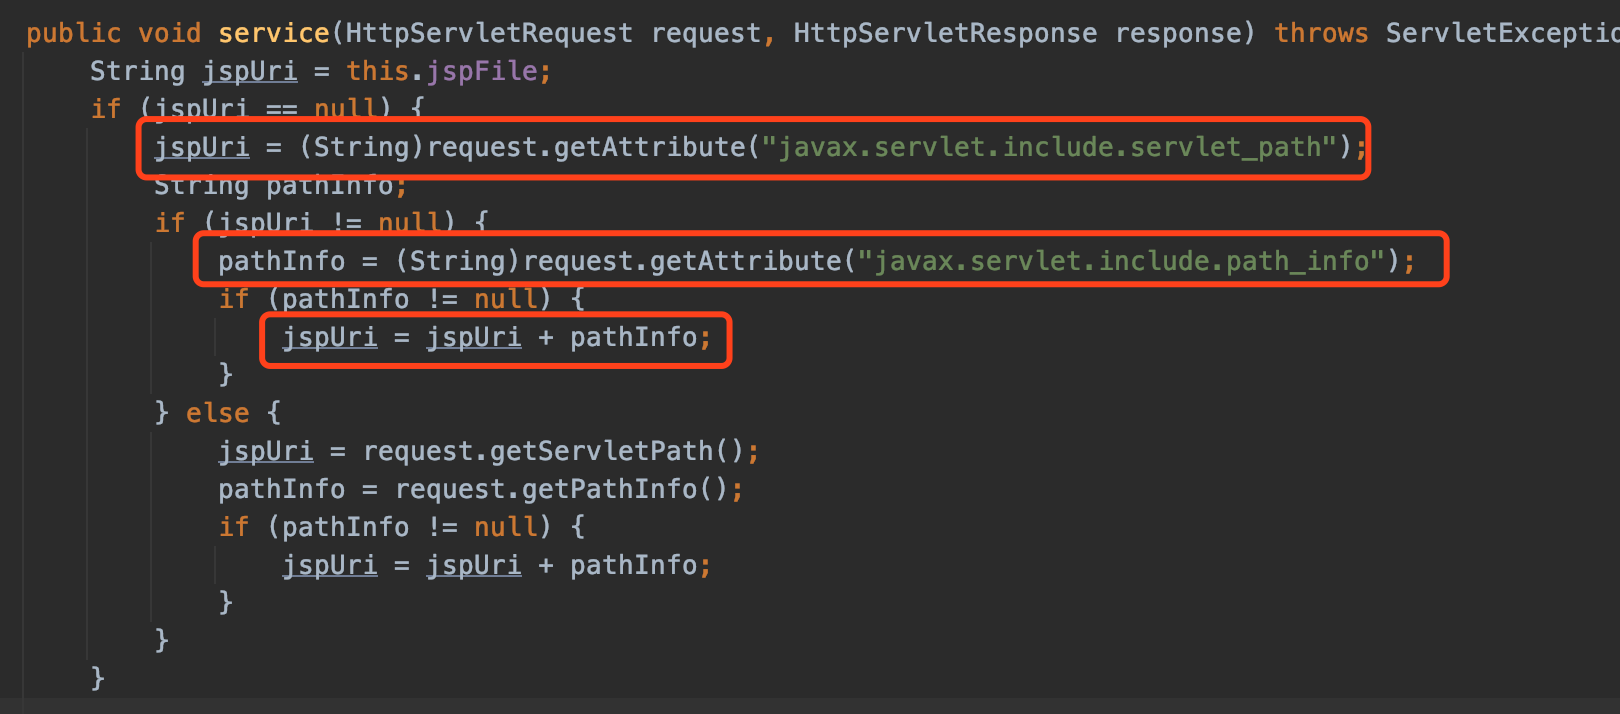 public void service(HttpServletRequest request, HttpServletResponse response) throws ServletExceptio
String jspUri = this.jspFile;
if (jspUri == null) {
jspUri = (String)request.getAttribute("javax.servlet.include.servlet_path");
String pathInfo;
if (jspUri != null) {
pathInfo = (String)request.getAttribute("javax.servlet.include.path_info");
if (pathInfo != null) {
jspUri = jspUri + pathInfo;
}
} else {
jspUri = request.getServletPath();
pathInfo = request.getPathInfo();
if (pathInfo != null) {
jspUri = jspUri + pathInfo;
}
}
}